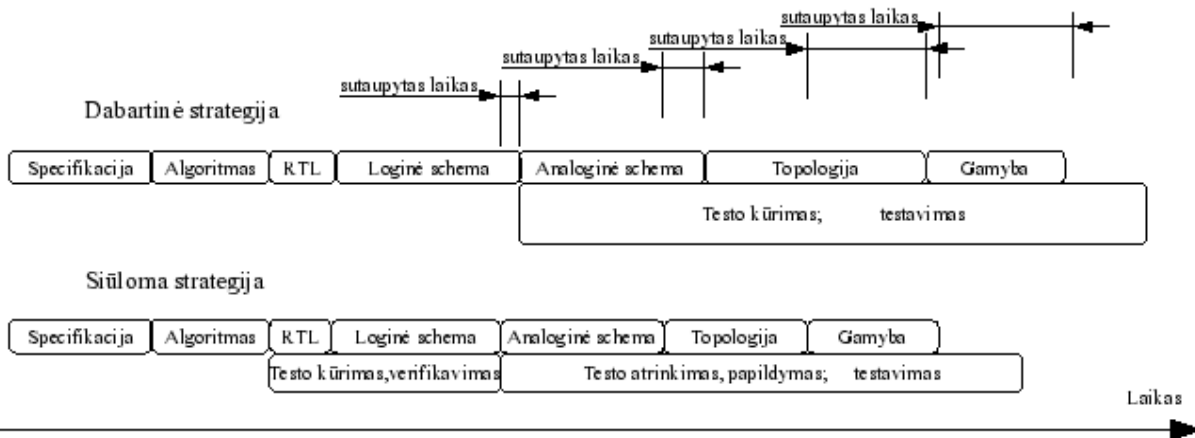 sutaupytas laikas
sutaupytas laikas
sutaupytas laikas
sutaupytas laikas
Dabartinė strategija
Specifikacija Algoritmas RTL Loginė schema Analoginė schema Topologija Gamyba
Testo kūrimas; testavimas
Siūloma strategija
Specifikacija Algoritmas RTL Loginė schema Analoginė schema Topologija Gamyba
Testo kūrimas,verifikavimas Testo atrinkimas, papildymas; testavimas
Laikas